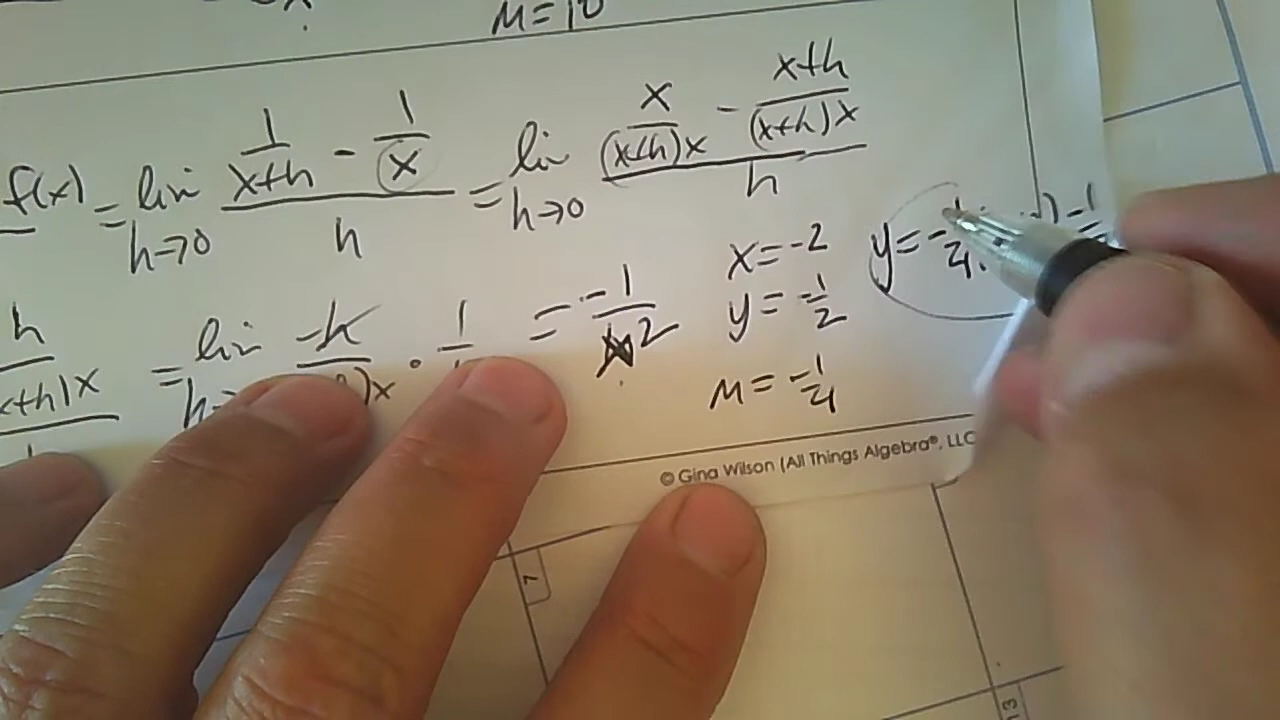 M=10
f(x) = lim h→0 (1/(x+h) - 1/x)/h = lim h→0 (x/((x+h)x) - (x+h)/((x+h)x))/h
x=-2
y=-1/2
m=-1/4
y=-1/4
h
= lim h→ -h/ )x · 1/ = -1/x2
© Gina Wilson (All Things Algebra®, LLC
7
13